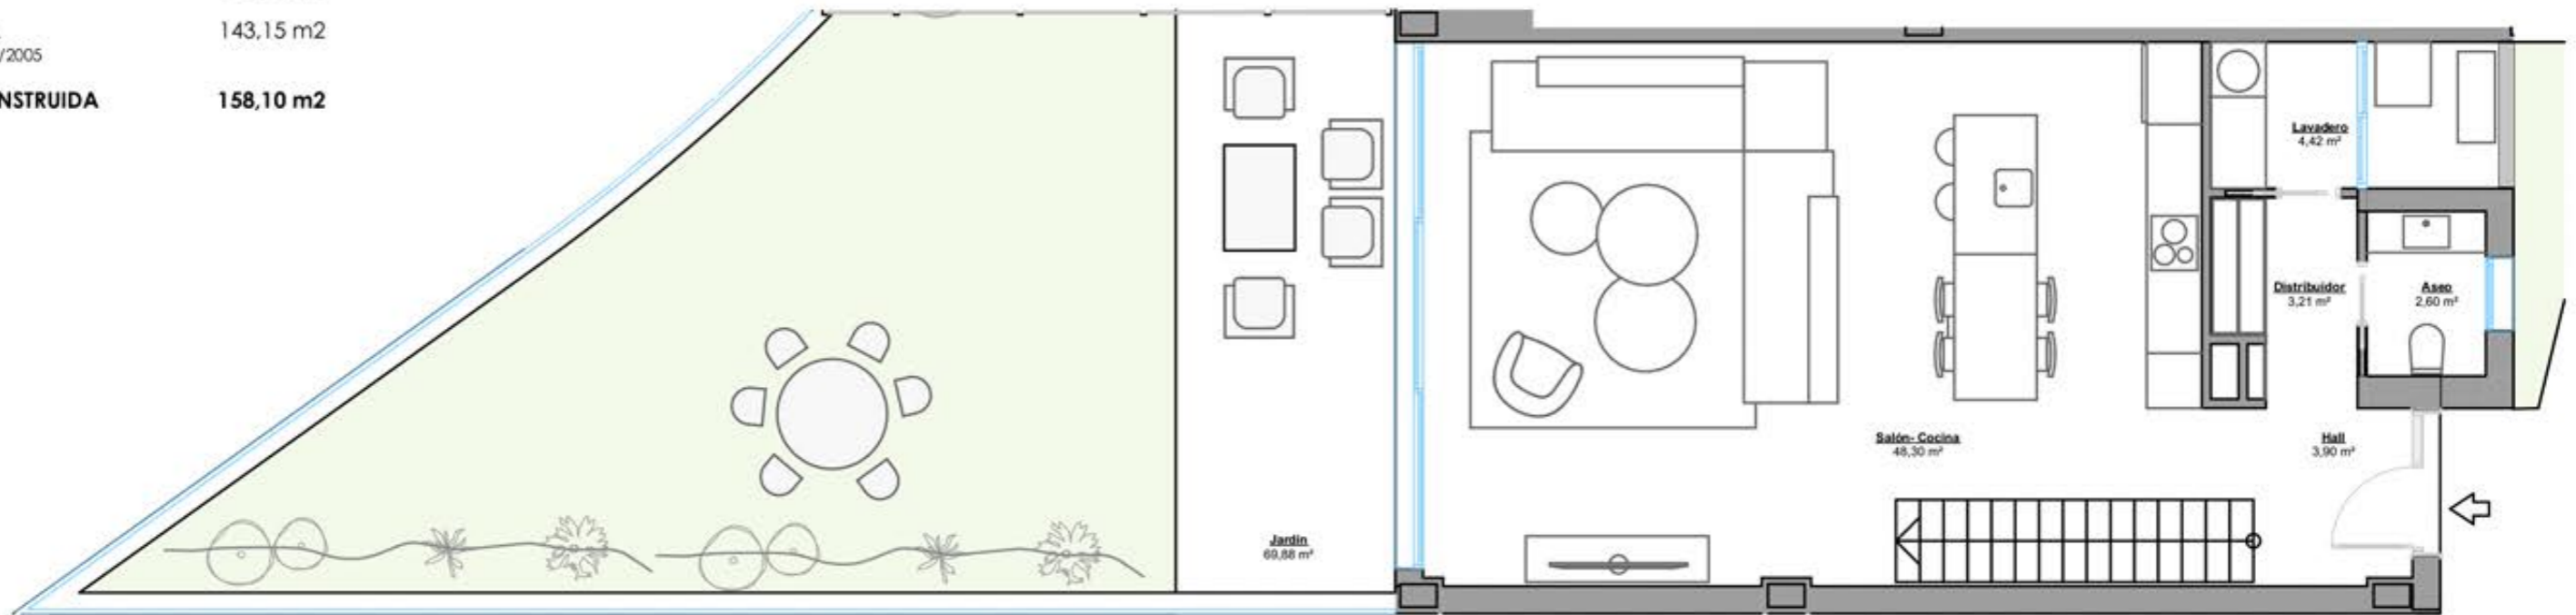 143,15 m2
/2005
NSTRUIDA 158,10 m2
Lavadero
4,42 m²
Distribuidor
3,21 m²
Aseo
2,60 m²
Salón- Cocina
48,30 m²
Hall
3,90 m²
Jardín
69,88 m²